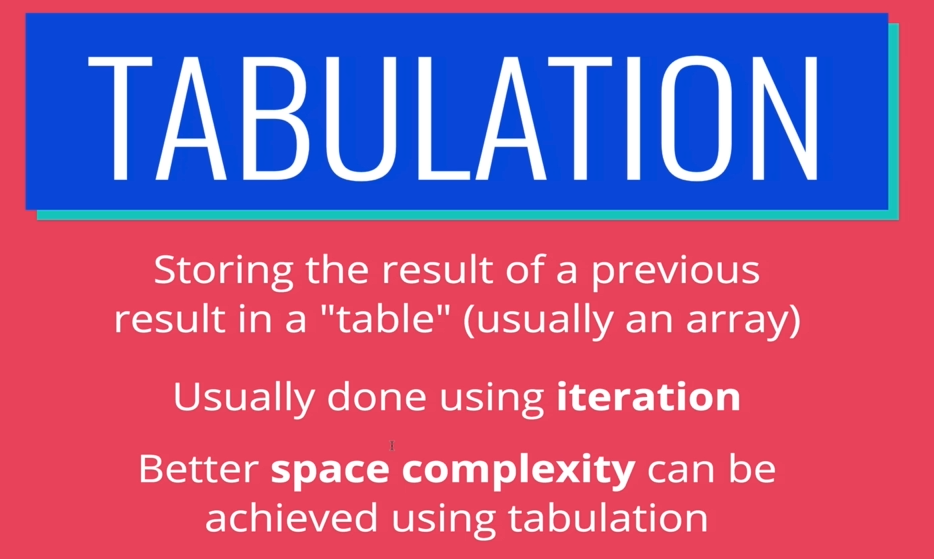 TABULATION
Storing the result of a previous
result in a "table" (usually an array)
Usually done using iteration
Better space complexity can be
achieved using tabulation